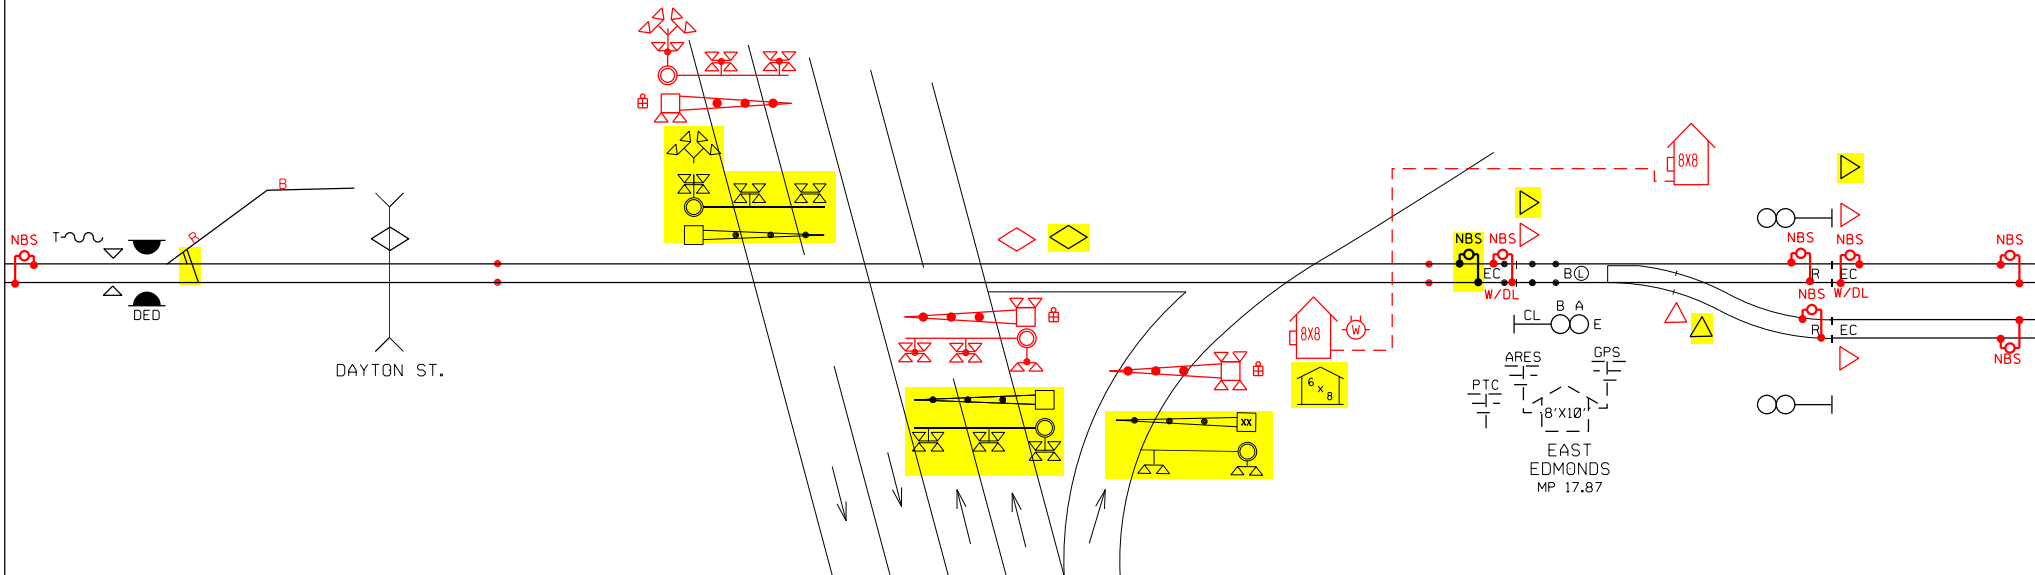 B
T
R
NBS
DED
DAYTON ST.
8X8
W
6 x 8
XX
8X8
NBS
NBS
EC
W/DL
B L
CL
B A
E
ARES
GPS
PTC
8'X10'
EAST
EDMONDS
MP 17.87
NBS
NBS
R
EC
W/DL
NBS
R
EC
NBS
NBS